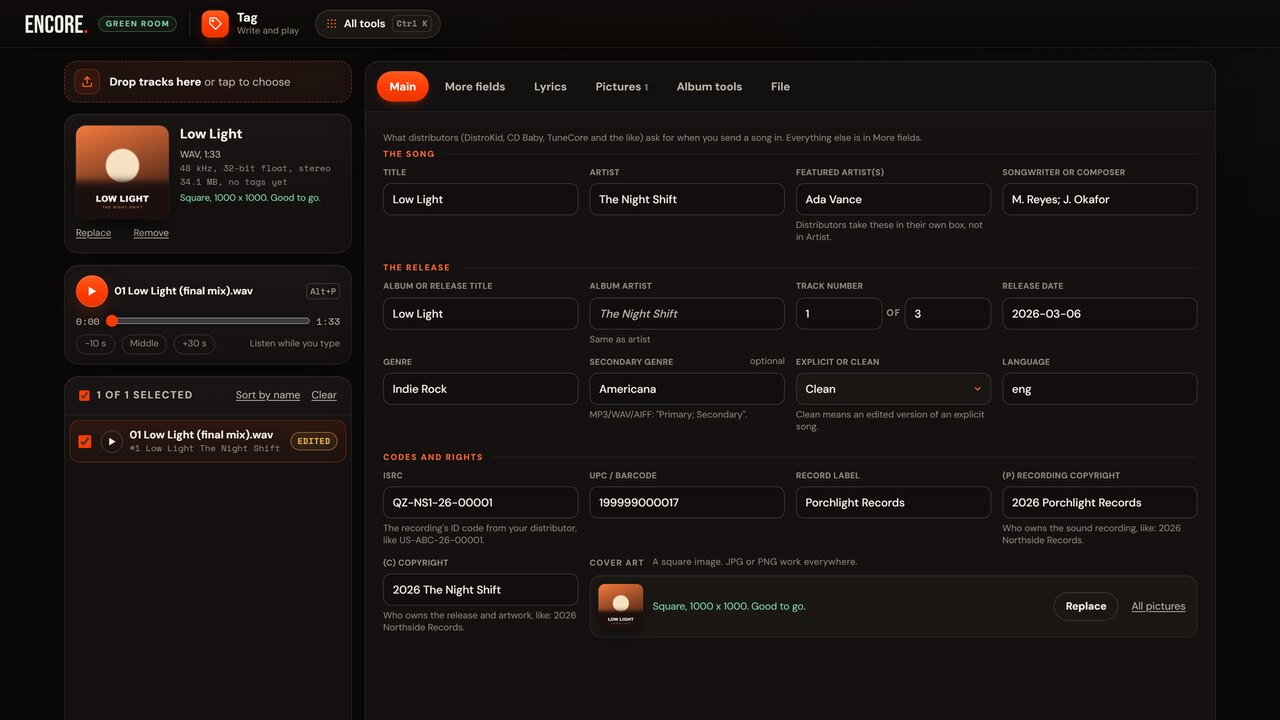 ENCORE.
GREEN ROOM
Tag
Write and play
All tools
Ctrl K
Drop tracks here or tap to choose
LOW LIGHT
THE NIGHT SHIFT
Low Light
WAV, 1:33
48 kHz, 32-bit float, stereo
34.1 MB, no tags yet
Square, 1000 x 1000. Good to go.
Replace
Remove
01 Low Light (final mix).wav
Alt+P
0:00
1:33
-10 s
Middle
+30 s
Listen while you type
1 OF 1 SELECTED
Sort by name
Clear
01 Low Light (final mix).wav
#1 Low Light The Night Shift
EDITED
Main
More fields
Lyrics
Pictures 1
Album tools
File
What distributors (DistroKid, CD Baby, TuneCore and the like) ask for when you send a song in. Everything else is in More fields.
THE SONG
TITLE
Low Light
ARTIST
The Night Shift
FEATURED ARTIST(S)
Ada Vance
Distributors take these in their own box, not
in Artist.
SONGWRITER OR COMPOSER
M. Reyes; J. Okafor
THE RELEASE
ALBUM OR RELEASE TITLE
Low Light
ALBUM ARTIST
The Night Shift
Same as artist
TRACK NUMBER
1
OF
3
RELEASE DATE
2026-03-06
GENRE
Indie Rock
SECONDARY GENRE
optional
Americana
MP3/WAV/AIFF: "Primary; Secondary".
EXPLICIT OR CLEAN
Clean
Clean means an edited version of an explicit
song.
LANGUAGE
eng
CODES AND RIGHTS
ISRC
QZ-NS1-26-00001
The recording's ID code from your distributor,
like US-ABC-26-00001.
UPC / BARCODE
199999000017
RECORD LABEL
Porchlight Records
(P) RECORDING COPYRIGHT
2026 Porchlight Records
Who owns the sound recording, like: 2026
Northside Records.
(C) COPYRIGHT
2026 The Night Shift
Who owns the release and artwork, like: 2026
Northside Records.
COVER ART
A square image. JPG or PNG work everywhere.
LOW LIGHT
Square, 1000 x 1000. Good to go.
Replace
All pictures